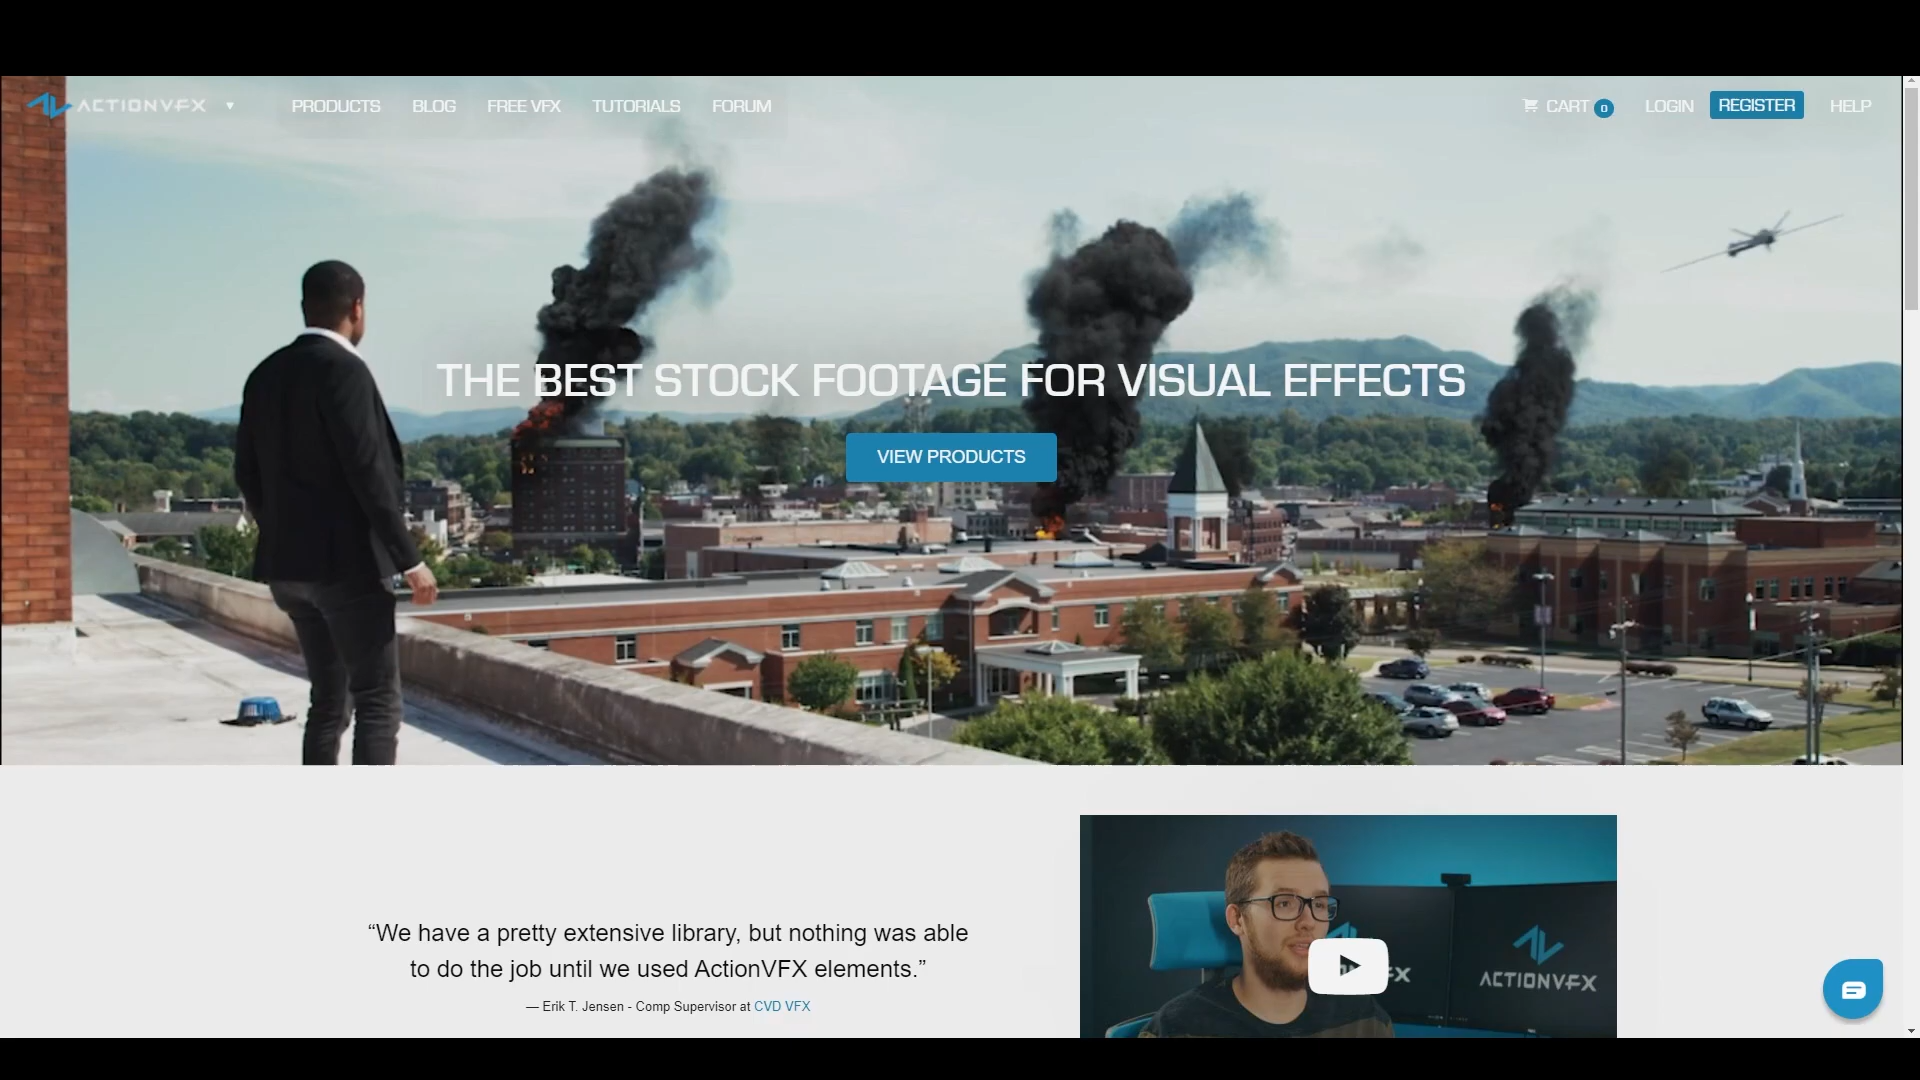 ACTIONVFX ▼ PRODUCTS BLOG FREE VFX TUTORIALS FORUM CART 0 LOGIN REGISTER HELP
THE BEST STOCK FOOTAGE FOR VISUAL EFFECTS
VIEW PRODUCTS
“We have a pretty extensive library, but nothing was able
to do the job until we used ActionVFX elements.”
— Erik T. Jensen - Comp Supervisor at CVD VFX
ACTIONVFX